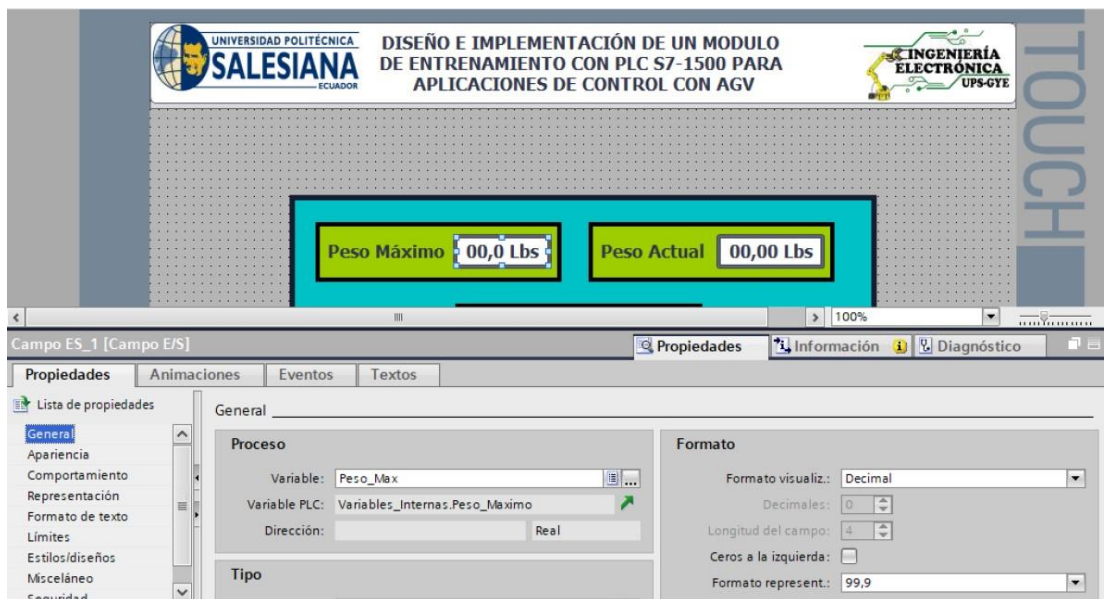 UNIVERSIDAD POLITÉCNICA
SALESIANA
ECUADOR
DISEÑO E IMPLEMENTACIÓN DE UN MODULO
DE ENTRENAMIENTO CON PLC S7-1500 PARA
APLICACIONES DE CONTROL CON AGV
INGENIERÍA
ELECTRÓNICA
UPS-GYE
TOUCH
Peso Máximo 00,0 Lbs
Peso Actual 00,00 Lbs
100%
Campo ES_1 [Campo E/S]
Propiedades
Información
Diagnóstico
Propiedades
Animaciones
Eventos
Textos
Lista de propiedades
General
Apariencia
Comportamiento
Representación
Formato de texto
Límites
Estilos/diseños
Misceláneo
Seguridad
General
Proceso
Variable: Peso_Max
Variable PLC: Variables_Internas.Peso_Maximo
Dirección: Real
Tipo
Formato
Formato visualiz.: Decimal
Decimales: 0
Longitud del campo: 4
Ceros a la izquierda:
Formato represent.: 99,9